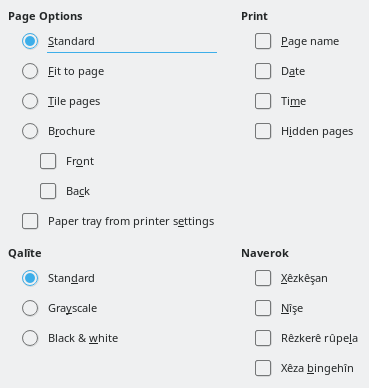 Page Options
Standard
Fit to page
Tile pages
Brochure
Front
Back
Paper tray from printer settings
Print
Page name
Date
Time
Hidden pages
Qalîte
Standard
Grayscale
Black & white
Naverok
Xêzkêşan
Nîşe
Rêzkerê rûpela
Xêza bingehîn